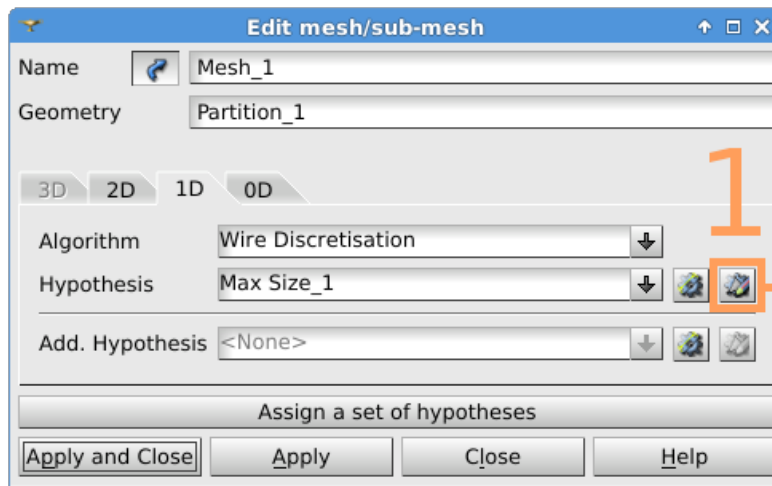 Edit mesh/sub-mesh
Name Mesh_1
Geometry Partition_1
1
3D 2D 1D 0D
Algorithm Wire Discretisation
Hypothesis Max Size_1
Add. Hypothesis <None>
Assign a set of hypotheses
Apply and Close Apply Close Help